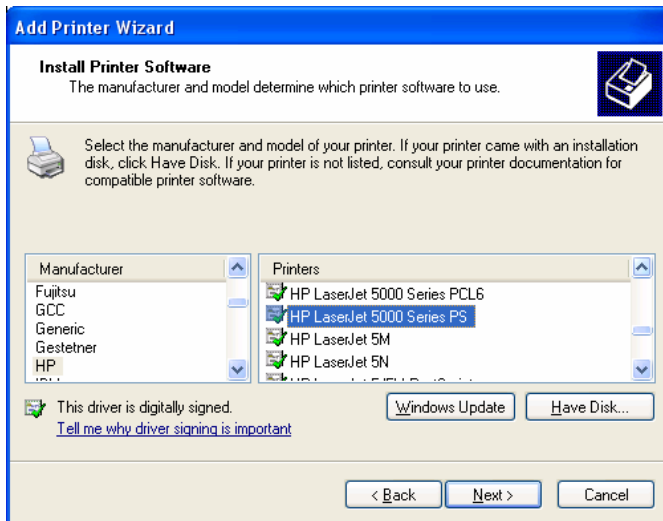 Add Printer Wizard
Install Printer Software
The manufacturer and model determine which printer software to use.
Select the manufacturer and model of your printer. If your printer came with an installation
disk, click Have Disk. If your printer is not listed, consult your printer documentation for
compatible printer software.
Manufacturer
Fujitsu
GCC
Generic
Gestetner
HP
Printers
HP LaserJet 5000 Series PCL6
HP LaserJet 5000 Series PS
HP LaserJet 5M
HP LaserJet 5N
This driver is digitally signed.
Tell me why driver signing is important
Windows Update
Have Disk...
< Back
Next >
Cancel